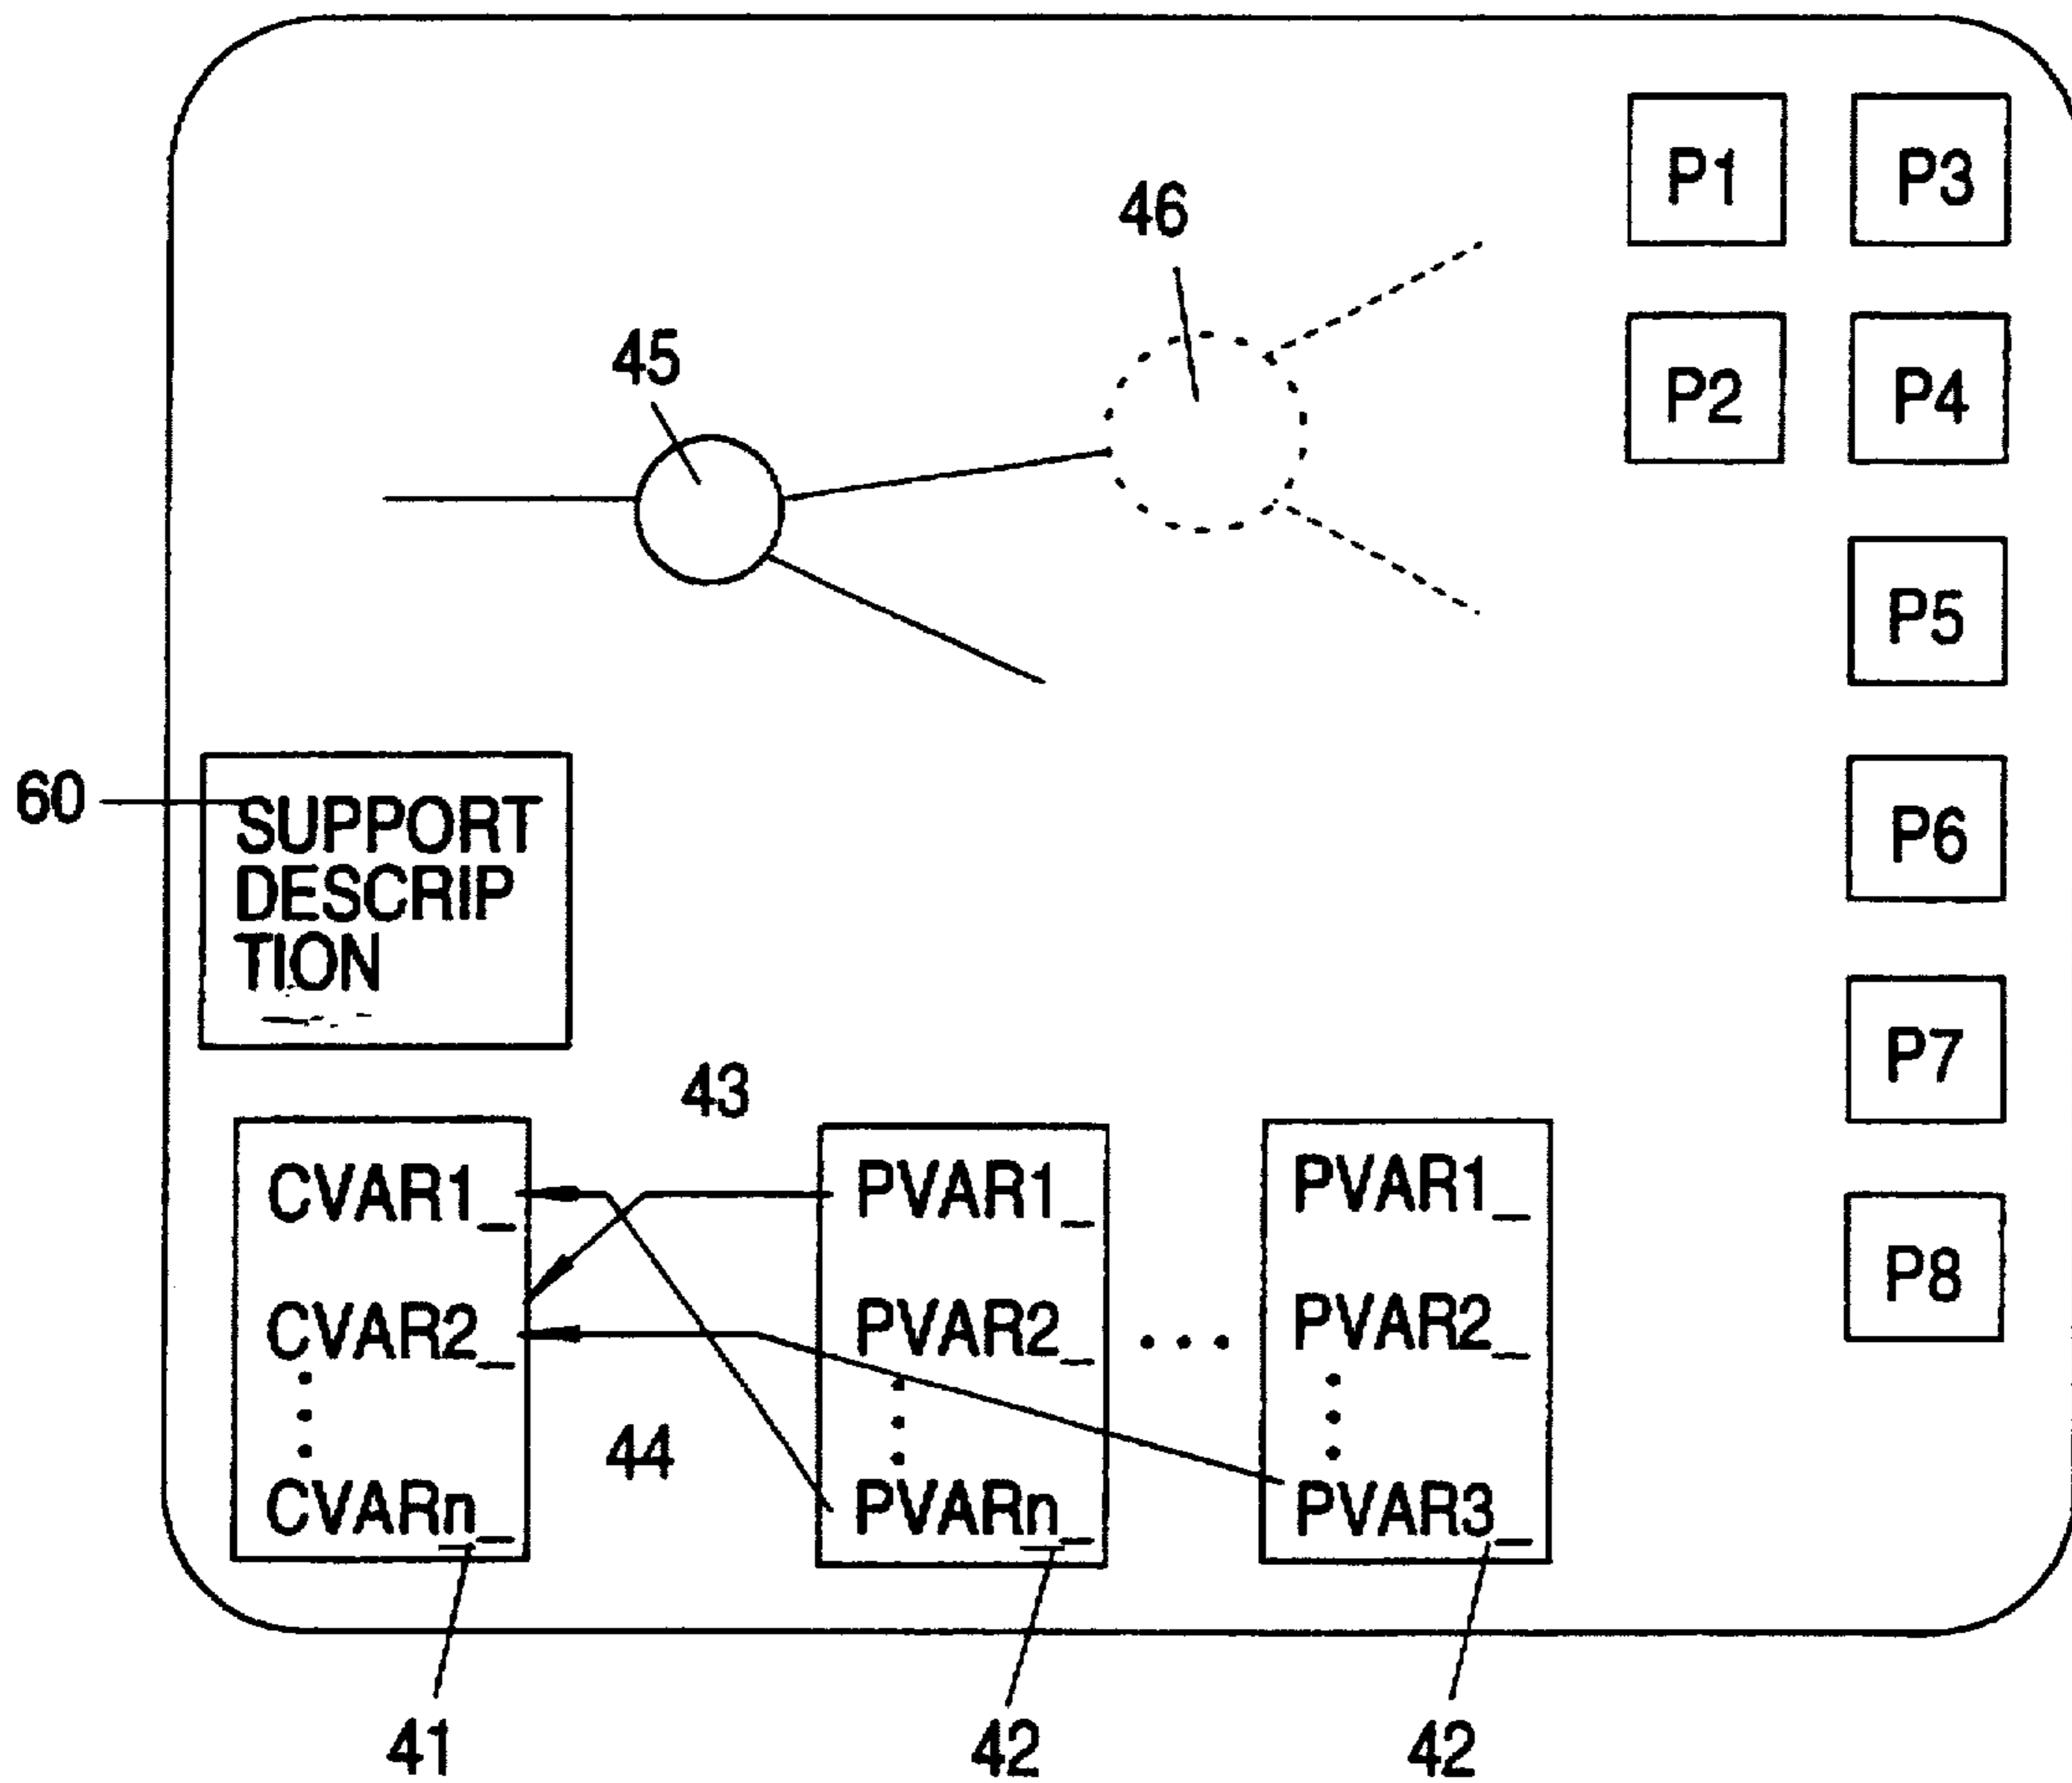 P1 P3
46
45
P2 P4
P5
60
SUPPORT
DESCRIP
TION
P6
P7
43
CVAR1_ PVAR1_ PVAR1_
CVAR2_ PVAR2_ ... PVAR2_
P8
44
CVARn_ PVARn_ PVAR3_
41 42 42